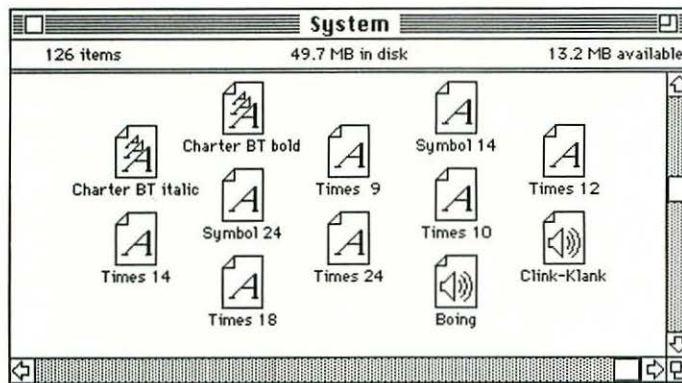 System
126 items 49.7 MB in disk 13.2 MB available
Charter BT bold Symbol 14
Charter BT italic Times 9 Times 12
Symbol 24 Times 10
Times 14 Times 24 Clink-Klank
Times 18 Boing